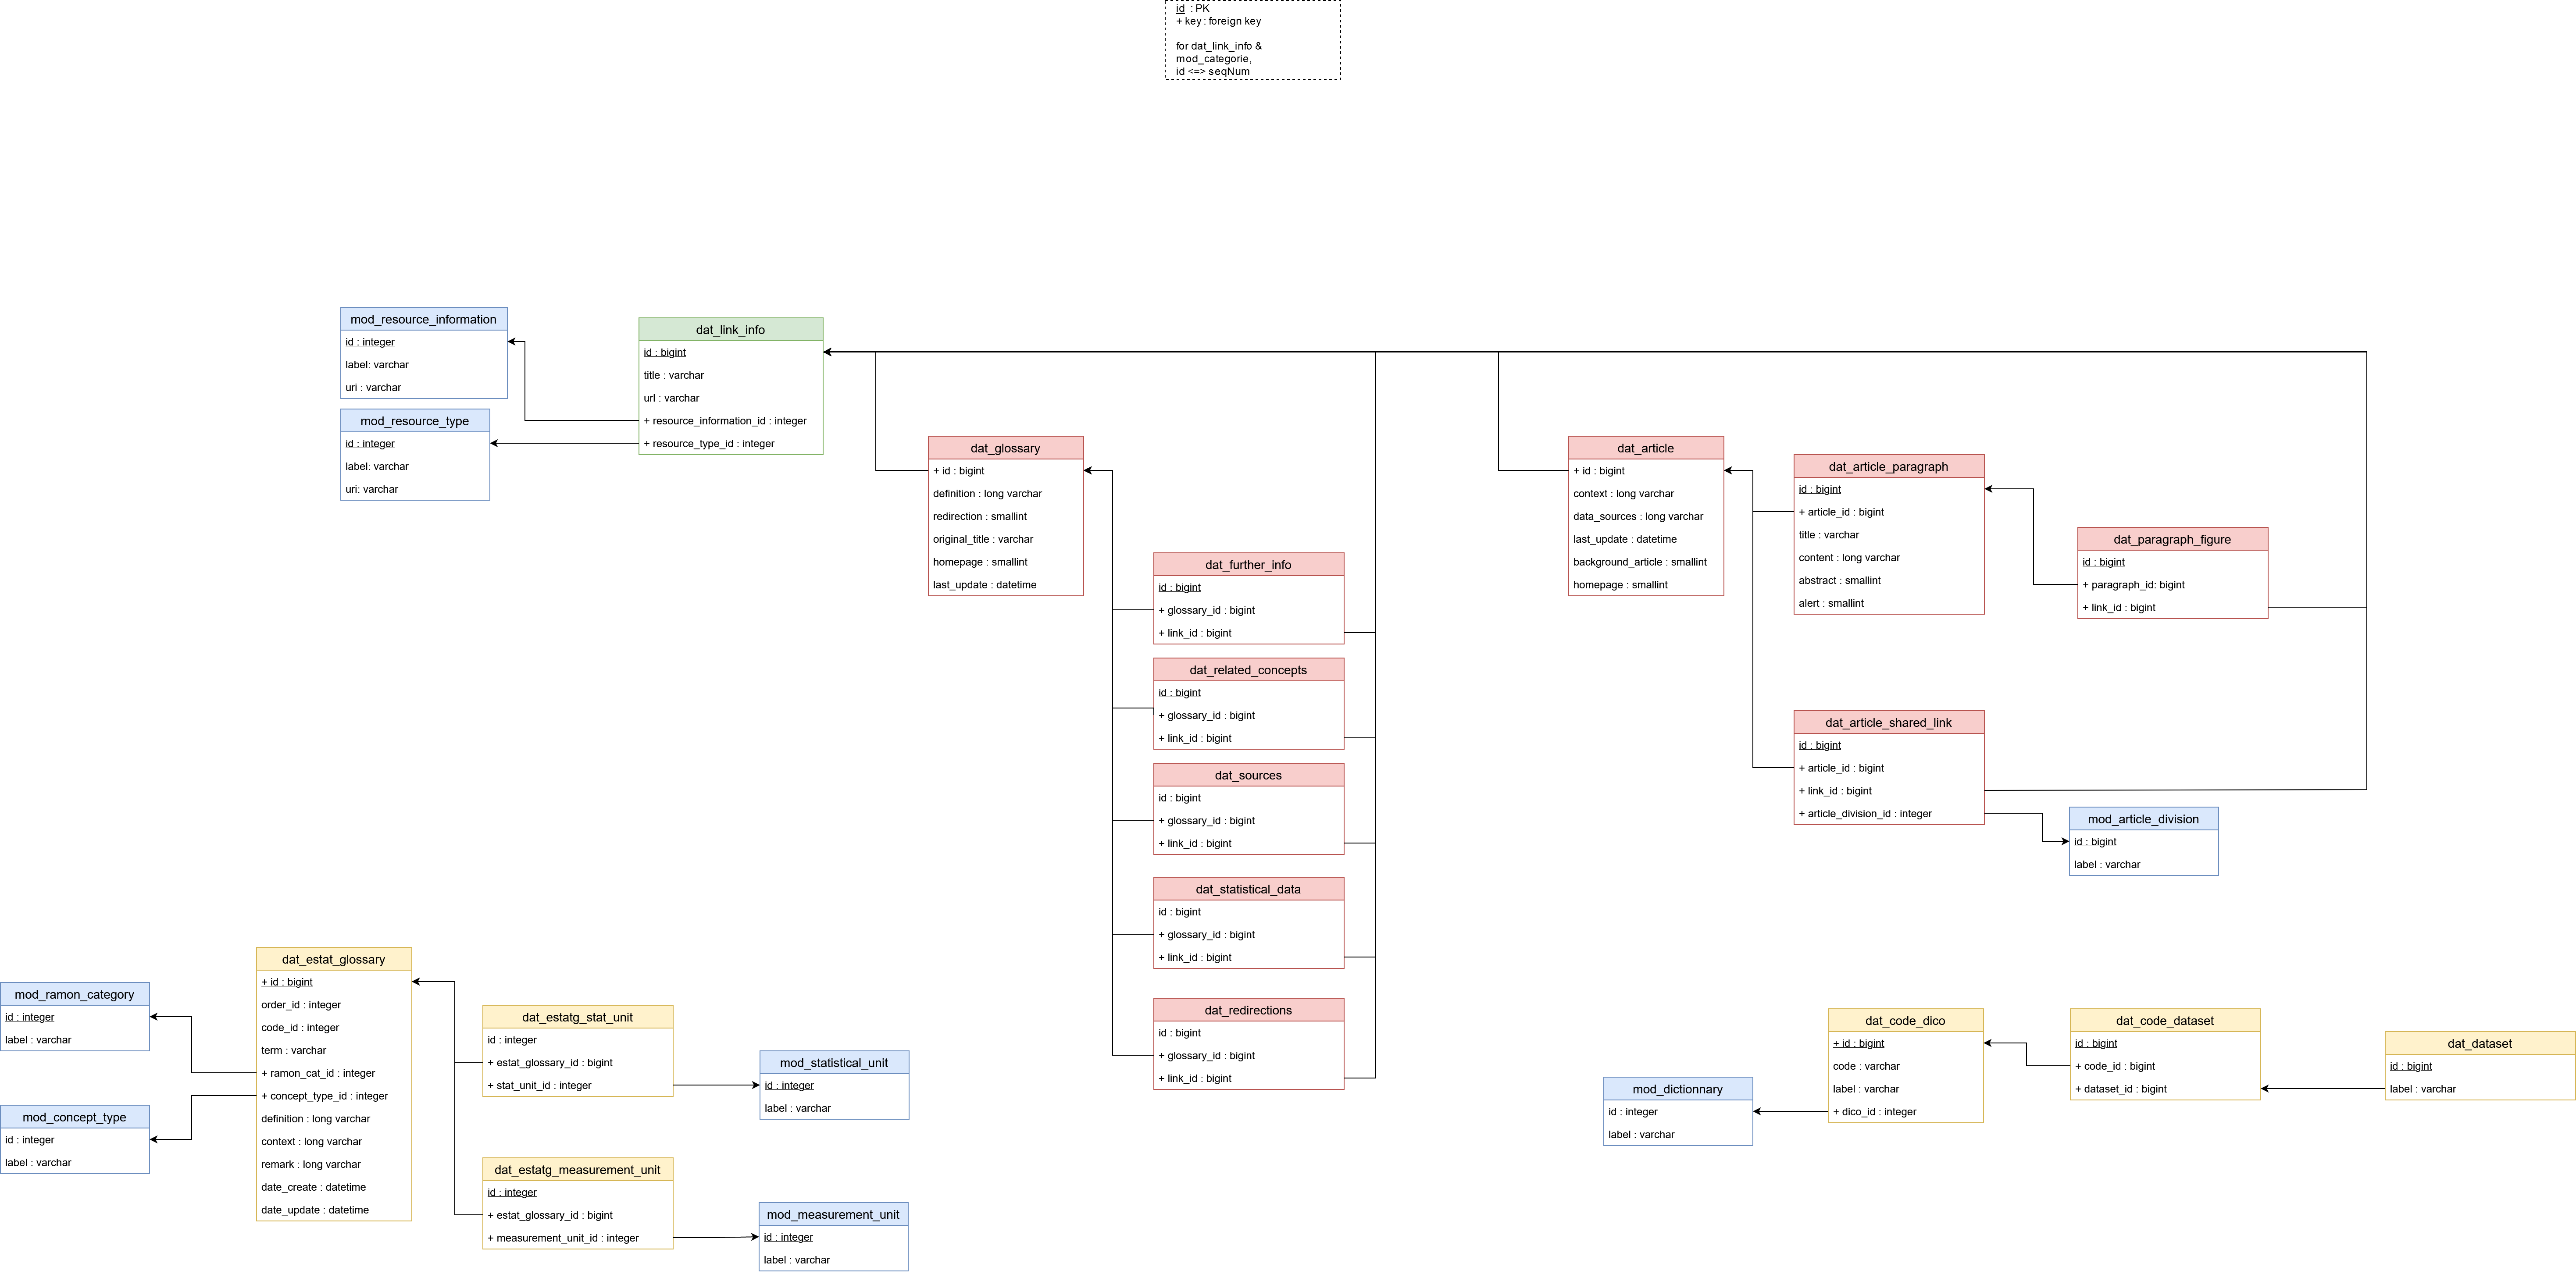 id : PK
+ key : foreign key
for dat_link_info &
mod_categorie,
id <=> seqNum
mod_resource_information
id : integer
label: varchar
uri : varchar
mod_resource_type
id : integer
label: varchar
uri: varchar
dat_link_info
id : bigint
title : varchar
url : varchar
+ resource_information_id : integer
+ resource_type_id : integer
dat_glossary
+ id : bigint
definition : long varchar
redirection : smallint
original_title : varchar
homepage : smallint
last_update : datetime
dat_further_info
id : bigint
+ glossary_id : bigint
+ link_id : bigint
dat_related_concepts
id : bigint
+ glossary_id : bigint
+ link_id : bigint
dat_sources
id : bigint
+ glossary_id : bigint
+ link_id : bigint
dat_statistical_data
id : bigint
+ glossary_id : bigint
+ link_id : bigint
dat_redirections
id : bigint
+ glossary_id : bigint
+ link_id : bigint
dat_article
+ id : bigint
context : long varchar
data_sources : long varchar
last_update : datetime
background_article : smallint
homepage : smallint
dat_article_paragraph
id : bigint
+ article_id : bigint
title : varchar
content : long varchar
abstract : smallint
alert : smallint
dat_paragraph_figure
id : bigint
+ paragraph_id: bigint
+ link_id : bigint
dat_article_shared_link
id : bigint
+ article_id : bigint
+ link_id : bigint
+ article_division_id : integer
mod_article_division
id : bigint
label : varchar
mod_ramon_category
id : integer
label : varchar
mod_concept_type
id : integer
label : varchar
dat_estat_glossary
+ id : bigint
order_id : integer
code_id : integer
term : varchar
+ ramon_cat_id : integer
+ concept_type_id : integer
definition : long varchar
context : long varchar
remark : long varchar
date_create : datetime
date_update : datetime
dat_estatg_stat_unit
id : integer
+ estat_glossary_id : bigint
+ stat_unit_id : integer
mod_statistical_unit
id : integer
label : varchar
dat_estatg_measurement_unit
id : integer
+ estat_glossary_id : bigint
+ measurement_unit_id : integer
mod_measurement_unit
id : integer
label : varchar
mod_dictionnary
id : integer
label : varchar
dat_code_dico
+ id : bigint
code : varchar
label : varchar
+ dico_id : integer
dat_code_dataset
id : bigint
+ code_id : bigint
+ dataset_id : bigint
dat_dataset
id : bigint
label : varchar